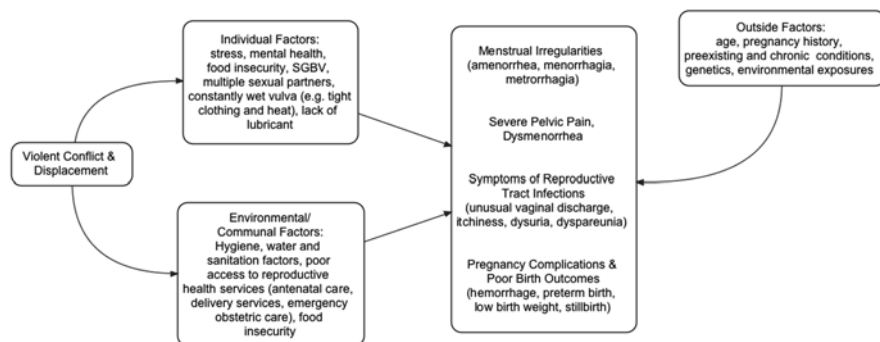 Violent Conflict &
Displacement
Individual Factors:
stress, mental health,
food insecurity, SGBV,
multiple sexual partners,
constantly wet vulva (e.g. tight
clothing and heat), lack of
lubricant
Environmental/
Communal Factors:
Hygiene, water and
sanitation factors, poor
access to reproductive
health services (antenatal care,
delivery services, emergency
obstetric care), food
insecurity
Menstrual Irregularities
(amenorrhea, menorrhagia,
metrorrhagia)
Severe Pelvic Pain,
Dysmenorrhea
Symptoms of Reproductive
Tract Infections
(unusual vaginal discharge,
itchiness, dysuria, dyspareunia)
Pregnancy Complications &
Poor Birth Outcomes
(hemorrhage, preterm birth,
low birth weight, stillbirth)
Outside Factors:
age, pregnancy history,
preexisting and chronic conditions,
genetics, environmental exposures